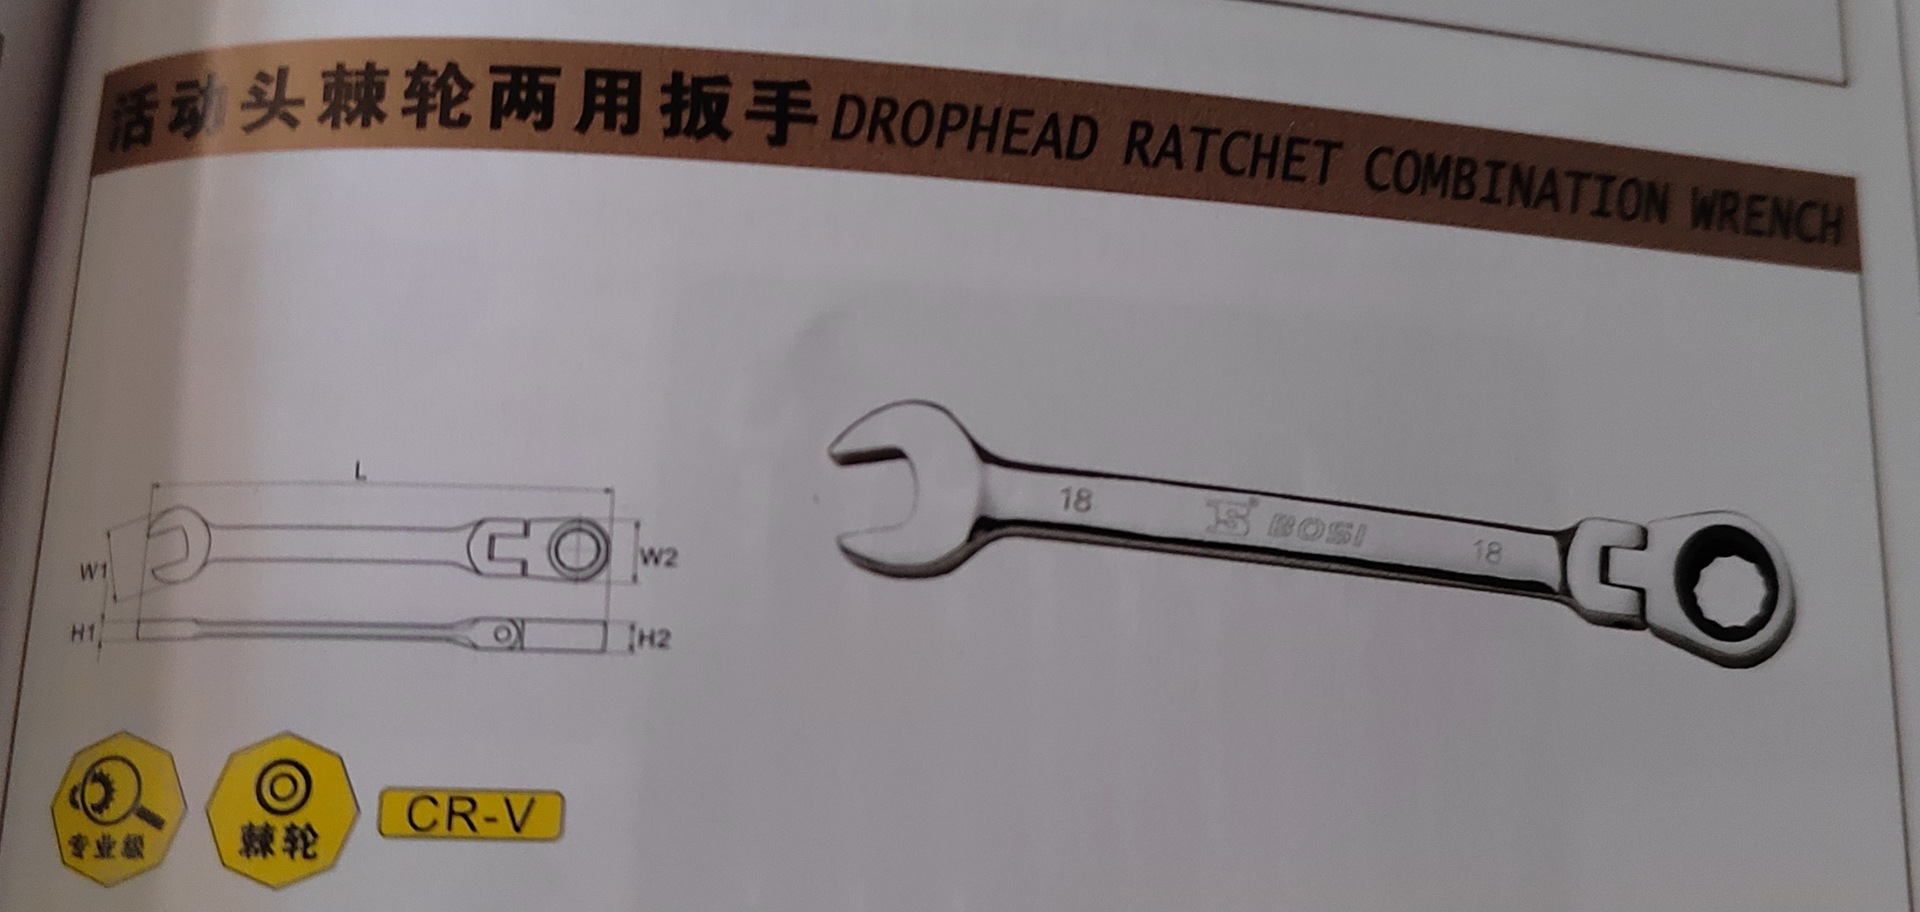 活动头棘轮两用扳手 DROPHEAD RATCHET COMBINATION WRENCH
L
W1
W2
H1
H2
18 BOSI 18
专业级
棘轮
CR-V